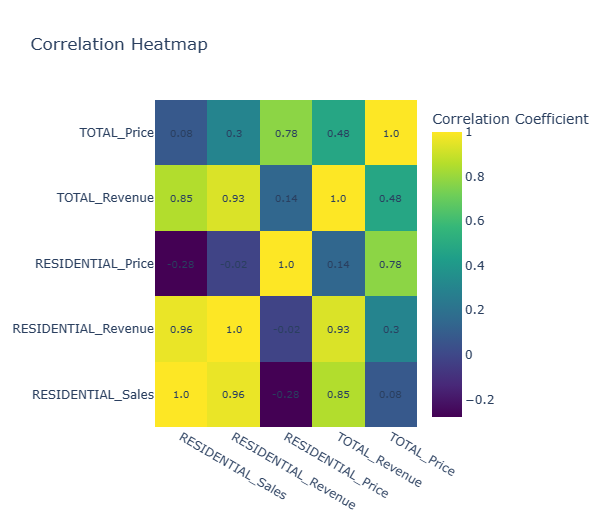 Correlation Heatmap
Correlation Coefficient
TOTAL_Price 0.08 0.3 0.78 0.48 1.0
TOTAL_Revenue 0.85 0.93 0.14 1.0 0.48
RESIDENTIAL_Price −0.28 −0.02 1.0 0.14 0.78
RESIDENTIAL_Revenue 0.96 1.0 −0.02 0.93 0.3
RESIDENTIAL_Sales 1.0 0.96 −0.28 0.85 0.08
RESIDENTIAL_Sales
RESIDENTIAL_Revenue
RESIDENTIAL_Price
TOTAL_Revenue
TOTAL_Price
1
0.8
0.6
0.4
0.2
0
−0.2